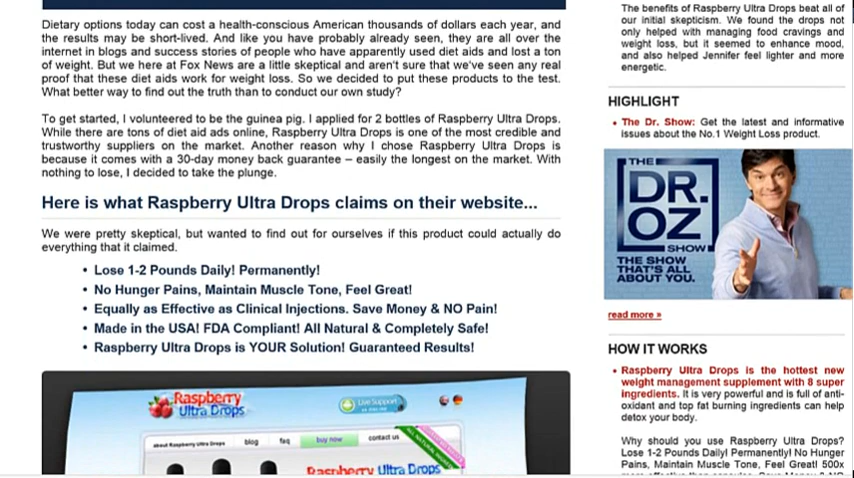 Dietary options today can cost a health-conscious American thousands of dollars each year, and
the results may be short-lived. And like you have probably already seen, they are all over the
internet in blogs and success stories of people who have apparently used diet aids and lost a ton
of weight. But we here at Fox News are a little skeptical and aren't sure that we've seen any real
proof that these diet aids work for weight loss. So we decided to put these products to the test.
What better way to find out the truth than to conduct our own study?
To get started, I volunteered to be the guinea pig. I applied for 2 bottles of Raspberry Ultra Drops.
While there are tons of diet aid ads online, Raspberry Ultra Drops is one of the most credible and
trustworthy suppliers on the market. Another reason why I chose Raspberry Ultra Drops is
because it comes with a 30-day money back guarantee – easily the longest on the market. With
nothing to lose, I decided to take the plunge.
Here is what Raspberry Ultra Drops claims on their website...
We were pretty skeptical, but wanted to find out for ourselves if this product could actually do
everything that it claimed.
• Lose 1-2 Pounds Daily! Permanently!
• No Hunger Pains, Maintain Muscle Tone, Feel Great!
• Equally as Effective as Clinical Injections. Save Money & NO Pain!
• Made in the USA! FDA Compliant! All Natural & Completely Safe!
• Raspberry Ultra Drops is YOUR Solution! Guaranteed Results!
Raspberry
Ultra Drops
Live Support
about Raspberry Ultra Drops
blog
faq
buy now
contact us
Raspberry Ultra Drops
The benefits of Raspberry Ultra Drops beat all of
our initial skepticism. We found the drops not
only helped with managing food cravings and
weight loss, but it seemed to enhance mood,
and also helped Jennifer feel lighter and more
energetic.
HIGHLIGHT
• The Dr. Show: Get the latest and informative
issues about the No.1 Weight Loss product.
THE
DR.
OZ
SHOW
THE SHOW
THAT'S ALL
ABOUT YOU.
read more »
HOW IT WORKS
• Raspberry Ultra Drops is the hottest new
weight management supplement with 8 super
ingredients. It is very powerful and is full of anti-
oxidant and top fat burning ingredients can help
detox your body.
Why should you use Raspberry Ultra Drops?
Lose 1-2 Pounds Daily! Permanently! No Hunger
Pains, Maintain Muscle Tone, Feel Great! 500x